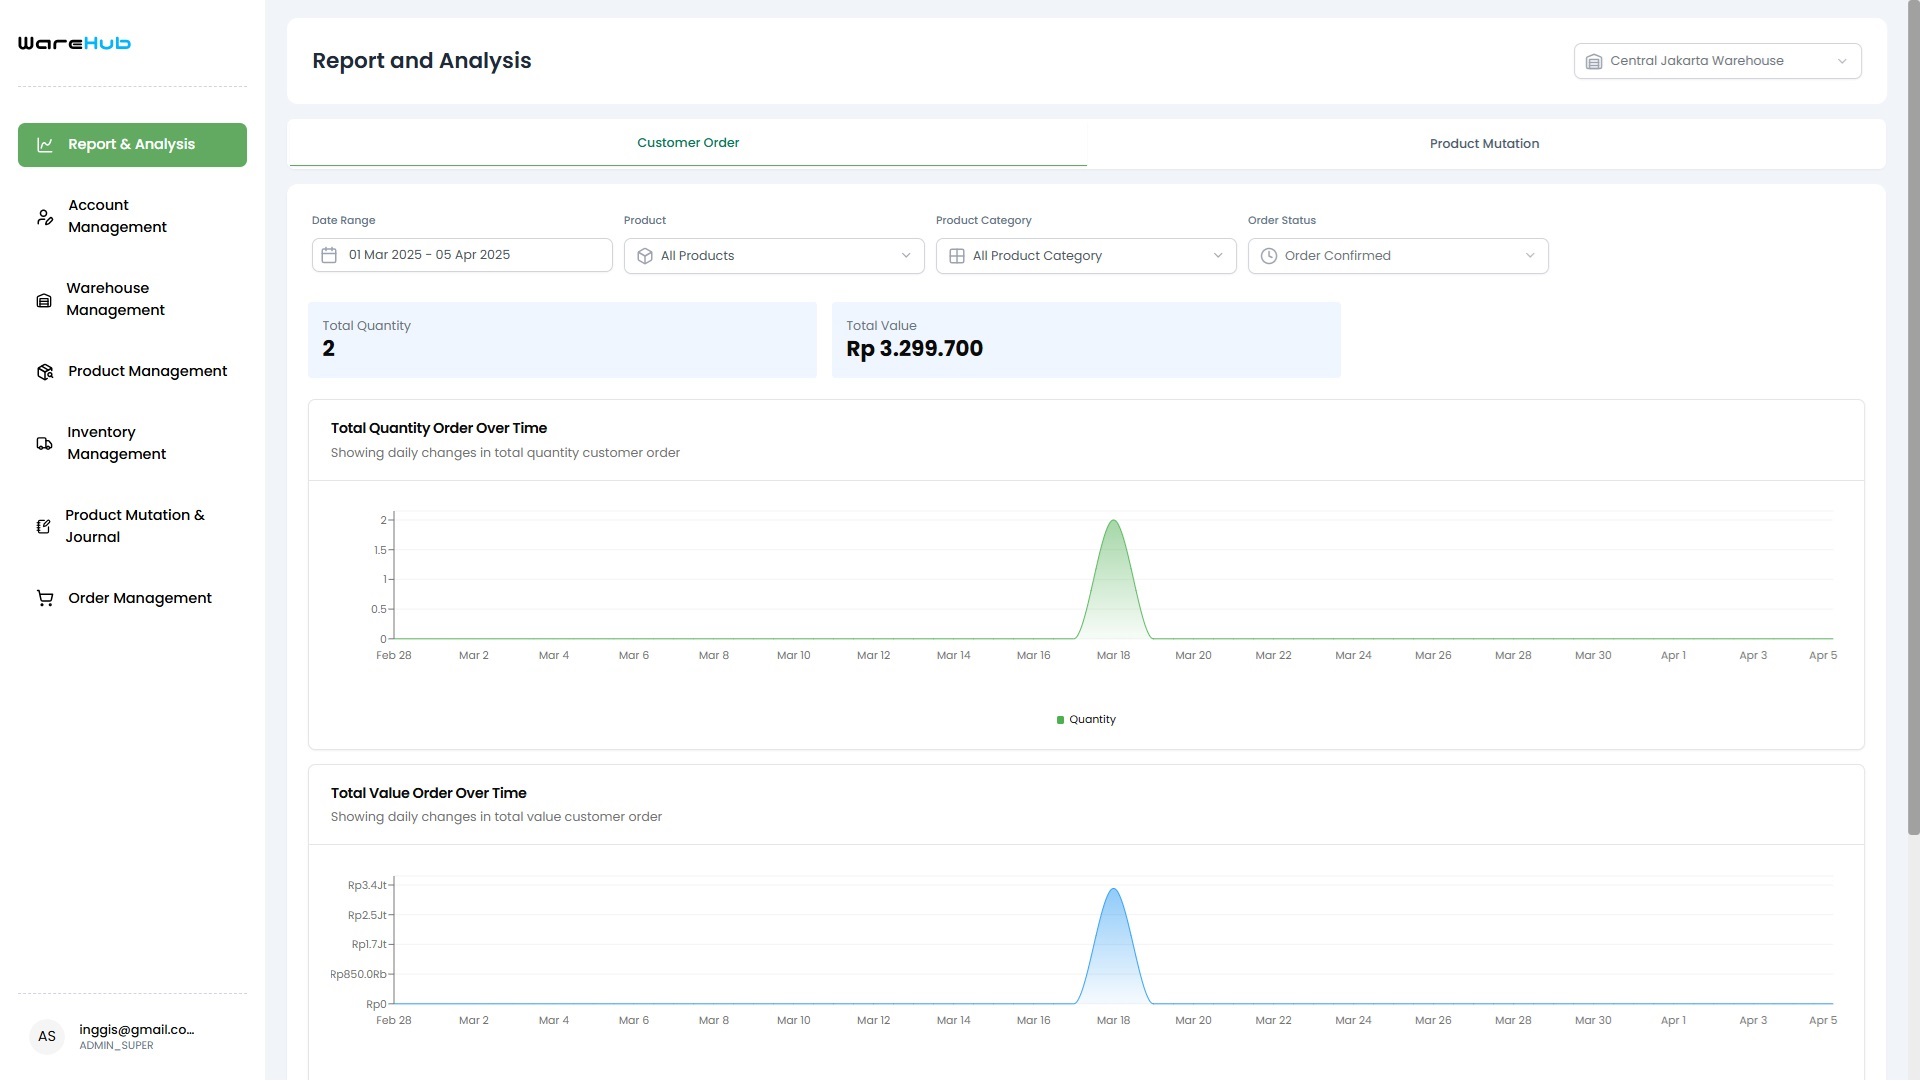 WareHub
Report & Analysis
Account
Management
Warehouse
Management
Product Management
Inventory
Management
Product Mutation &
Journal
Order Management
AS
inggis@gmail.co...
ADMIN_SUPER
Report and Analysis
Central Jakarta Warehouse
Customer Order
Product Mutation
Date Range
Product
Product Category
Order Status
01 Mar 2025 - 05 Apr 2025
All Products
All Product Category
Order Confirmed
Total Quantity
2
Total Value
Rp 3.299.700
Total Quantity Order Over Time
Showing daily changes in total quantity customer order
2
1.5
1
0.5
0
Feb 28 Mar 2 Mar 4 Mar 6 Mar 8 Mar 10 Mar 12 Mar 14 Mar 16 Mar 18 Mar 20 Mar 22 Mar 24 Mar 26 Mar 28 Mar 30 Apr 1 Apr 3 Apr 5
Quantity
Total Value Order Over Time
Showing daily changes in total value customer order
Rp3.4Jt
Rp2.5Jt
Rp1.7Jt
Rp850.0Rb
Rp0
Feb 28 Mar 2 Mar 4 Mar 6 Mar 8 Mar 10 Mar 12 Mar 14 Mar 16 Mar 18 Mar 20 Mar 22 Mar 24 Mar 26 Mar 28 Mar 30 Apr 1 Apr 3 Apr 5